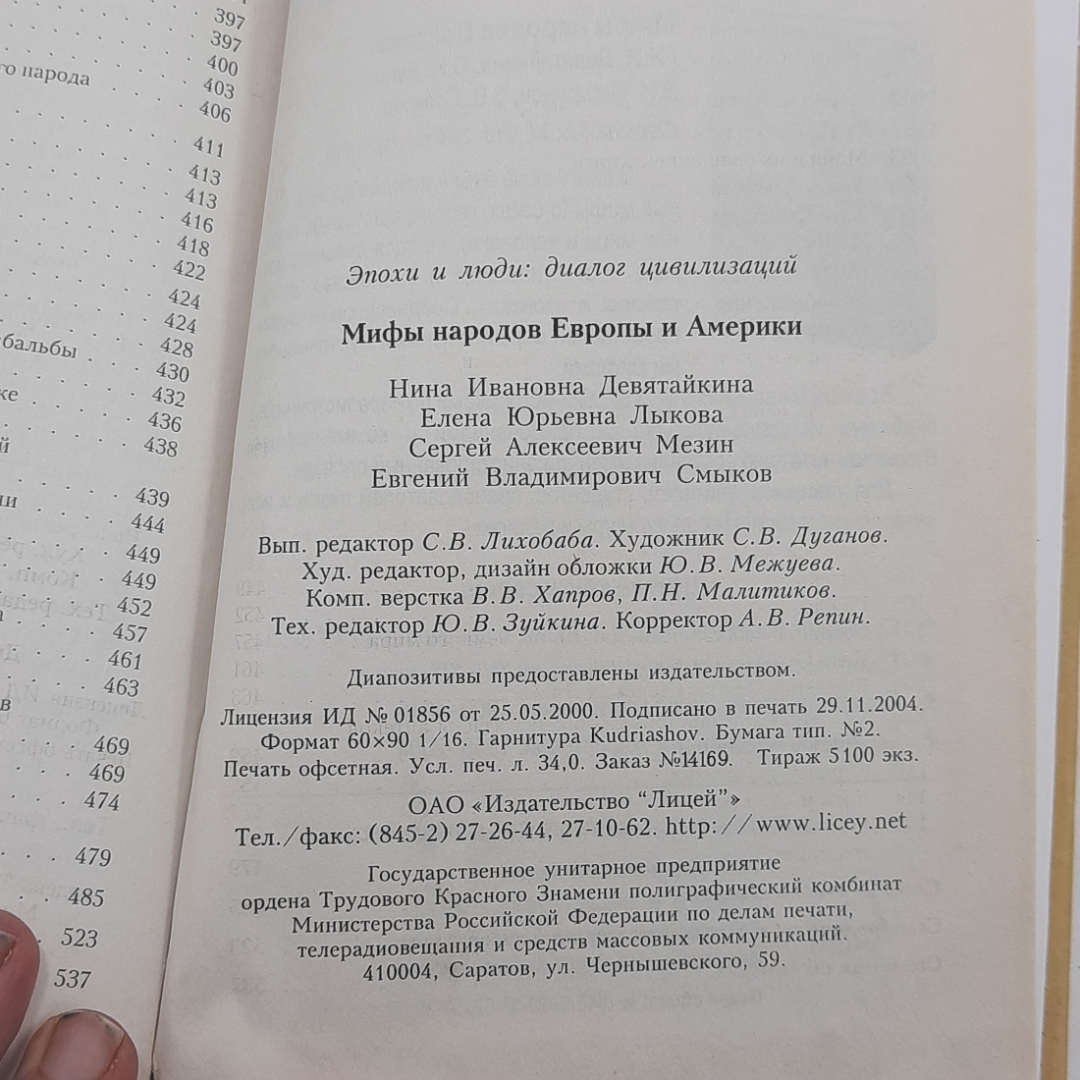 397
397
400
го народа . . . . 403
406
411
413
413
416
418
422
424
424
428
бальбы . 430
432
ке . . . . 436
й 438
439
ии . . . . 444
449
449
452
457
461
463
в
469
469
474
479
485
523
537
Эпохи и люди: диалог цивилизаций
Мифы народов Европы и Америки
Нина Ивановна Девятайкина
Елена Юрьевна Лыкова
Сергей Алексеевич Мезин
Евгений Владимирович Смыков
Вып. редактор С.В. Лихобаба. Художник С.В. Дуганов.
Худ. редактор, дизайн обложки Ю.В. Межуева.
Комп. верстка В.В. Хапров, П.Н. Малитиков.
Тех. редактор Ю.В. Зуйкина. Корректор А.В. Репин.
Диапозитивы предоставлены издательством.
Лицензия ИД № 01856 от 25.05.2000. Подписано в печать 29.11.2004.
Формат 60×90 1/16. Гарнитура Kudriashov. Бумага тип. №2.
Печать офсетная. Усл. печ. л. 34,0. Заказ №14169. Тираж 5100 экз.
ОАО «Издательство “Лицей”»
Тел./факс: (845-2) 27-26-44, 27-10-62. http://www.licey.net
Государственное унитарное предприятие
ордена Трудового Красного Знамени полиграфический комбинат
Министерства Российской Федерации по делам печати,
телерадиовещания и средств массовых коммуникаций.
410004, Саратов, ул. Чернышевского, 59.